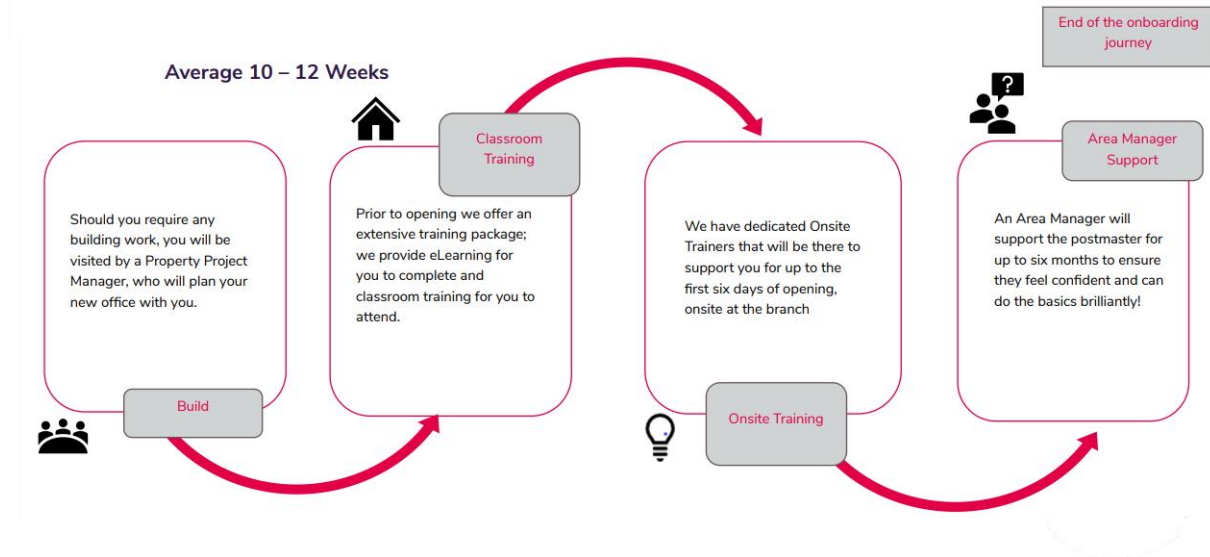 End of the onboarding
journey
Average 10 – 12 Weeks
Should you require any
building work, you will be
visited by a Property Project
Manager, who will plan your
new office with you.
Build
Classroom
Training
Prior to opening we offer an
extensive training package;
we provide eLearning for
you to complete and
classroom training for you to
attend.
We have dedicated Onsite
Trainers that will be there to
support you for up to the
first six days of opening,
onsite at the branch
Onsite Training
?
Area Manager
Support
An Area Manager will
support the postmaster for
up to six months to ensure
they feel confident and can
do the basics brilliantly!